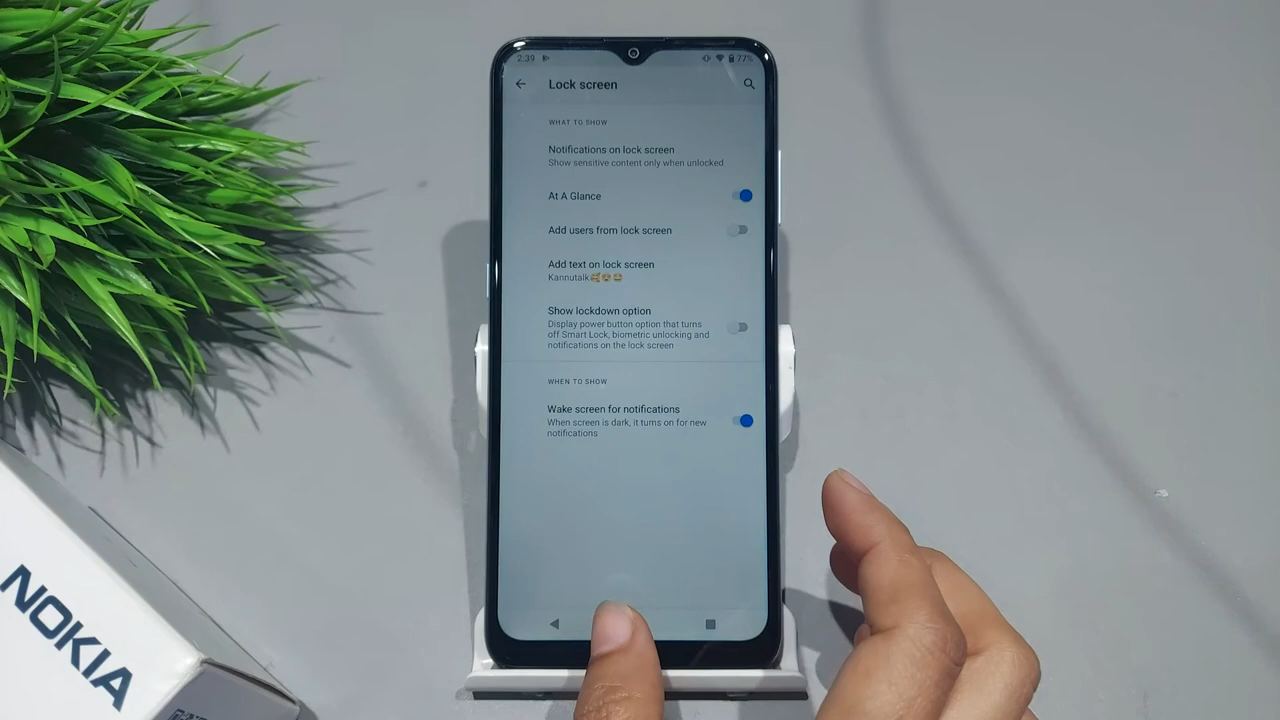 2:39
77%
Lock screen
WHAT TO SHOW
Notifications on lock screen
Show sensitive content only when unlocked
At A Glance
Add users from lock screen
Add text on lock screen
Kannutalk🥰😍🤩
Show lockdown option
Display power button option that turns
off Smart Lock, biometric unlocking and
notifications on the lock screen
WHEN TO SHOW
Wake screen for notifications
When screen is dark, it turns on for new
notifications
NOKIA